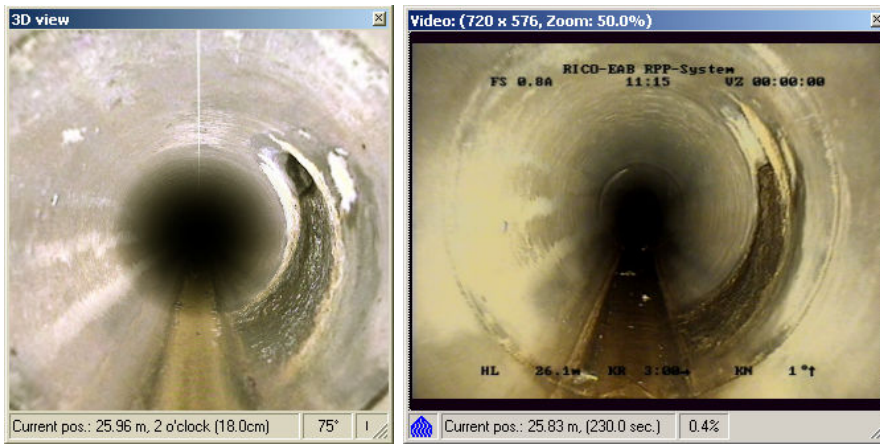 3D view
Current pos.: 25.96 m, 2 o'clock (18.0cm)
75°
Video: (720 x 576, Zoom: 50.0%)
RICO-EAB RPP-System
FS 0.8A 11:15 VZ 00:00:00
HL 26.1m KR 3:00→ KN 1°↑
Current pos.: 25.83 m, (230.0 sec.)
0.4%